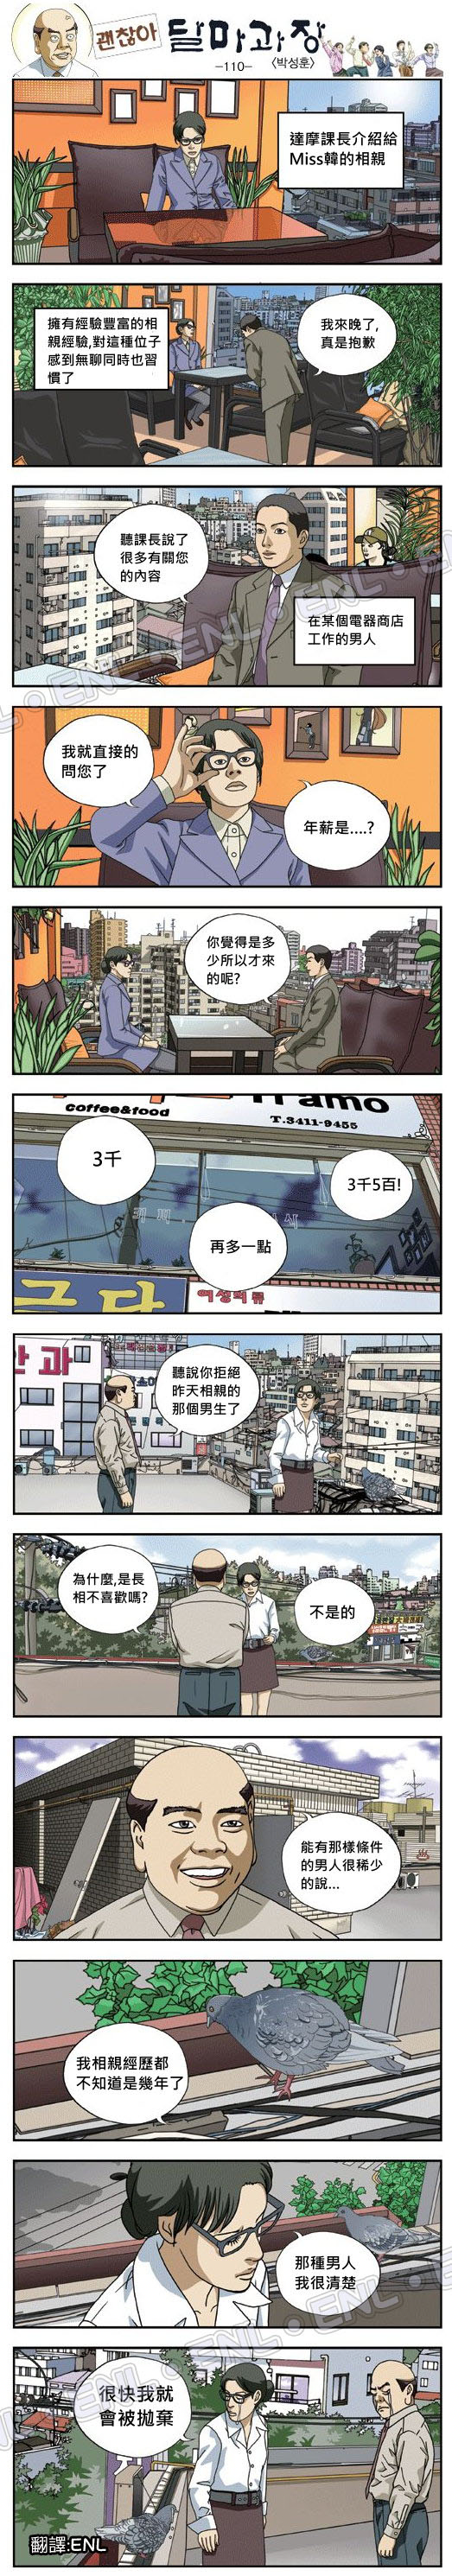 괜찮아 달마과장
-110- <박성훈>
達摩課長介紹給
Miss韓的相親
擁有經驗豐富的相
親經驗,對這種位子
感到無聊同時也習
慣了
我來晚了,
真是抱歉
聽課長說了
很多有關您
的內容
在某個電器商店
工作的男人
我就直接的
問您了
年薪是....?
你覺得是多
少所以才來
的呢?
coffee&food
T.3411-9455
3千
3千5百!
再多一點
여성의류
안과
聽說你拒絕
昨天相親的
那個男生了
為什麼,是長
相不喜歡嗎?
不是的
能有那樣條件
的男人很稀少
的說...
我相親經歷都
不知道是幾年了
那種男人
我很清楚
很快我就
會被拋棄
翻譯:ENL